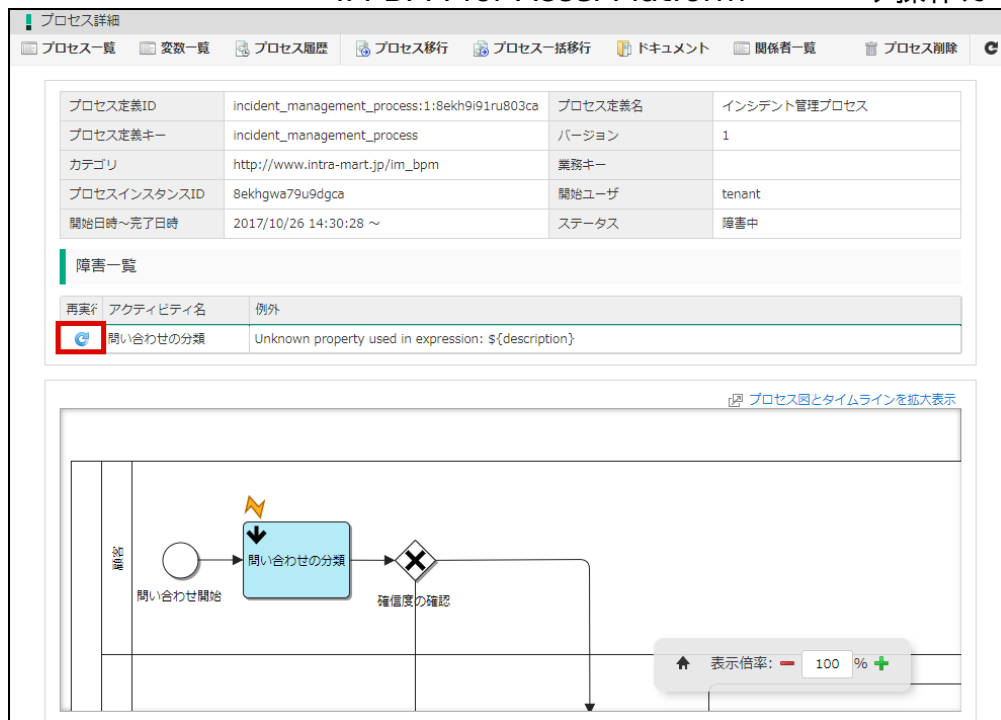 プロセス詳細
プロセス一覧 変数一覧 プロセス履歴 プロセス移行 プロセス一括移行 ドキュメント 関係者一覧 プロセス削除
プロセス定義ID incident_management_process:1:8ekh9i91ru803ca プロセス定義名 インシデント管理プロセス
プロセス定義キー incident_management_process バージョン 1
カテゴリ http://www.intra-mart.jp/im_bpm 業務キー
プロセスインスタンスID 8ekhgwa79u9dgca 開始ユーザ tenant
開始日時~完了日時 2017/10/26 14:30:28 ~ ステータス 障害中
障害一覧
再実行 アクティビティ名 例外
問い合わせの分類 Unknown property used in expression: ${description}
プロセス図とタイムラインを拡大表示
問い合わせの分類
問い合わせ開始
確信度の確認
表示倍率: 100 %